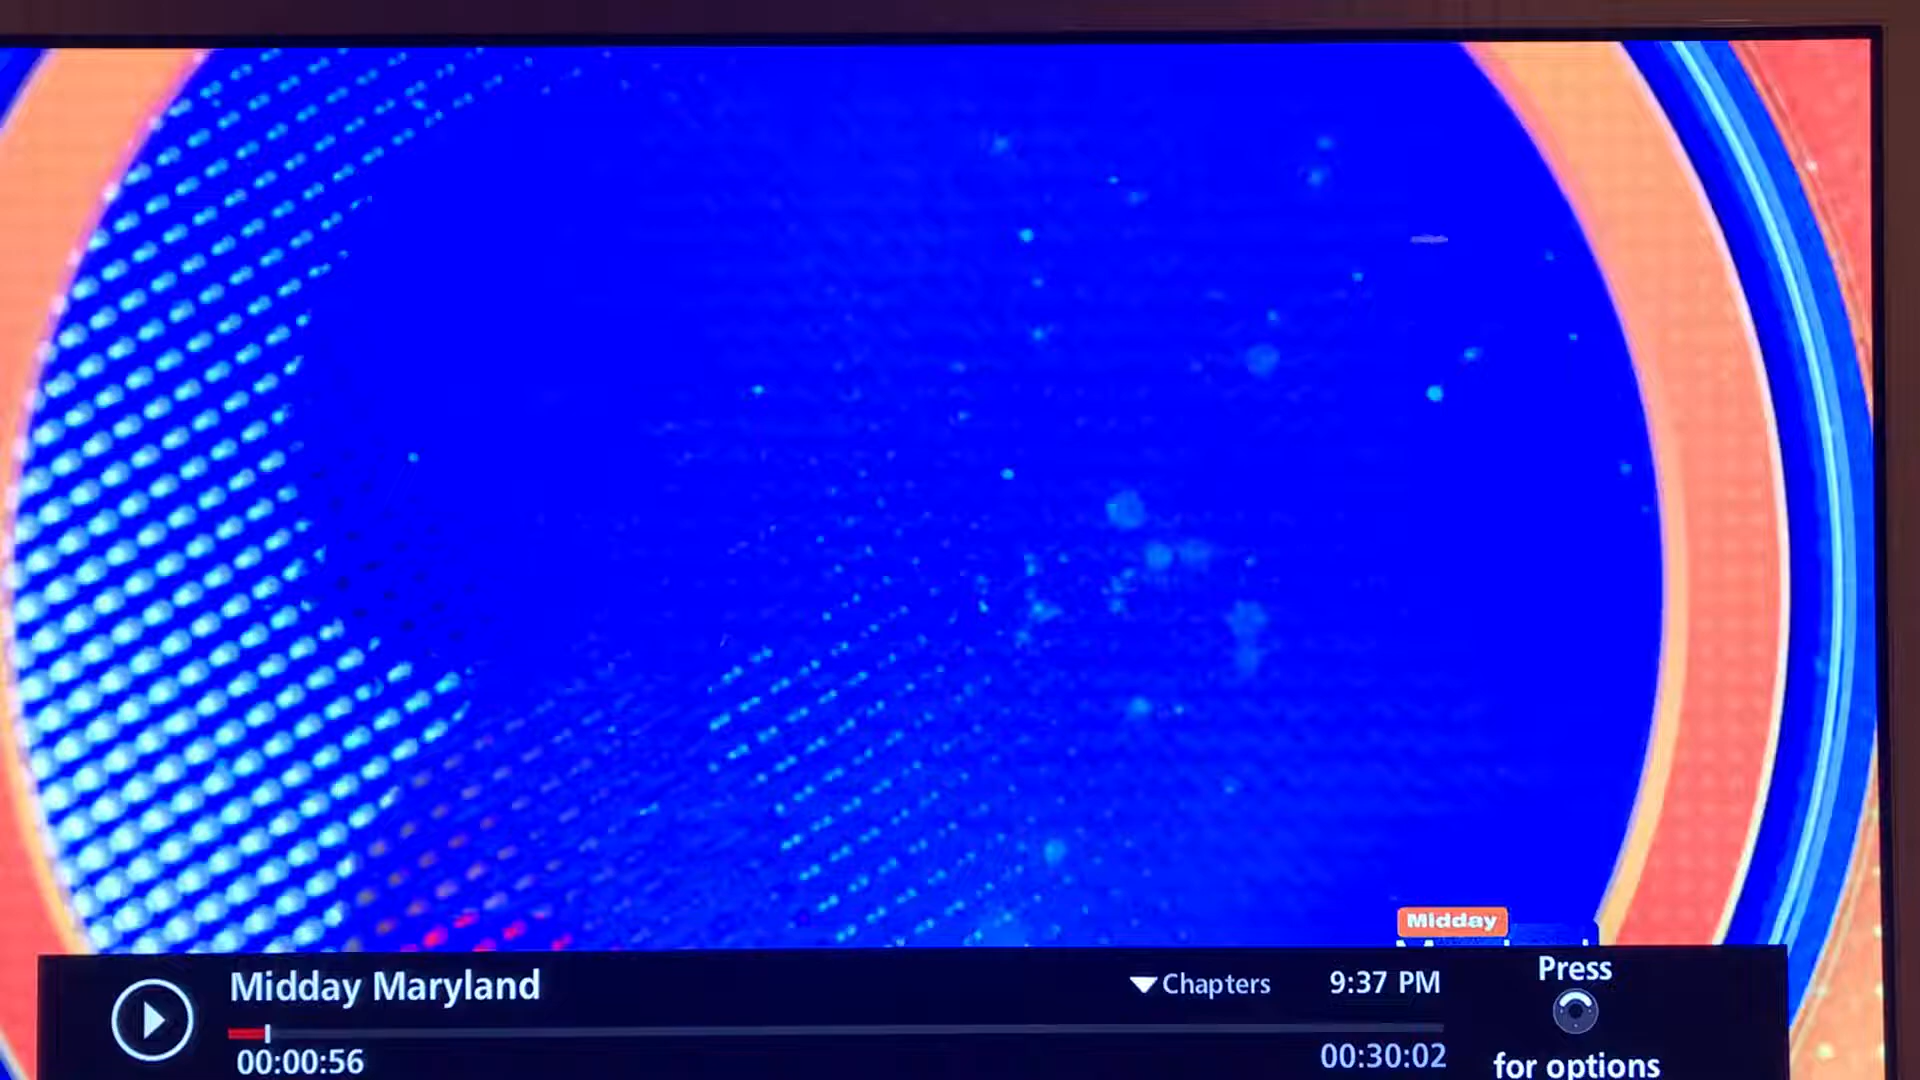 Midday
Midday Maryland
Chapters
9:37 PM
Press
00:00:56
00:30:02
for options